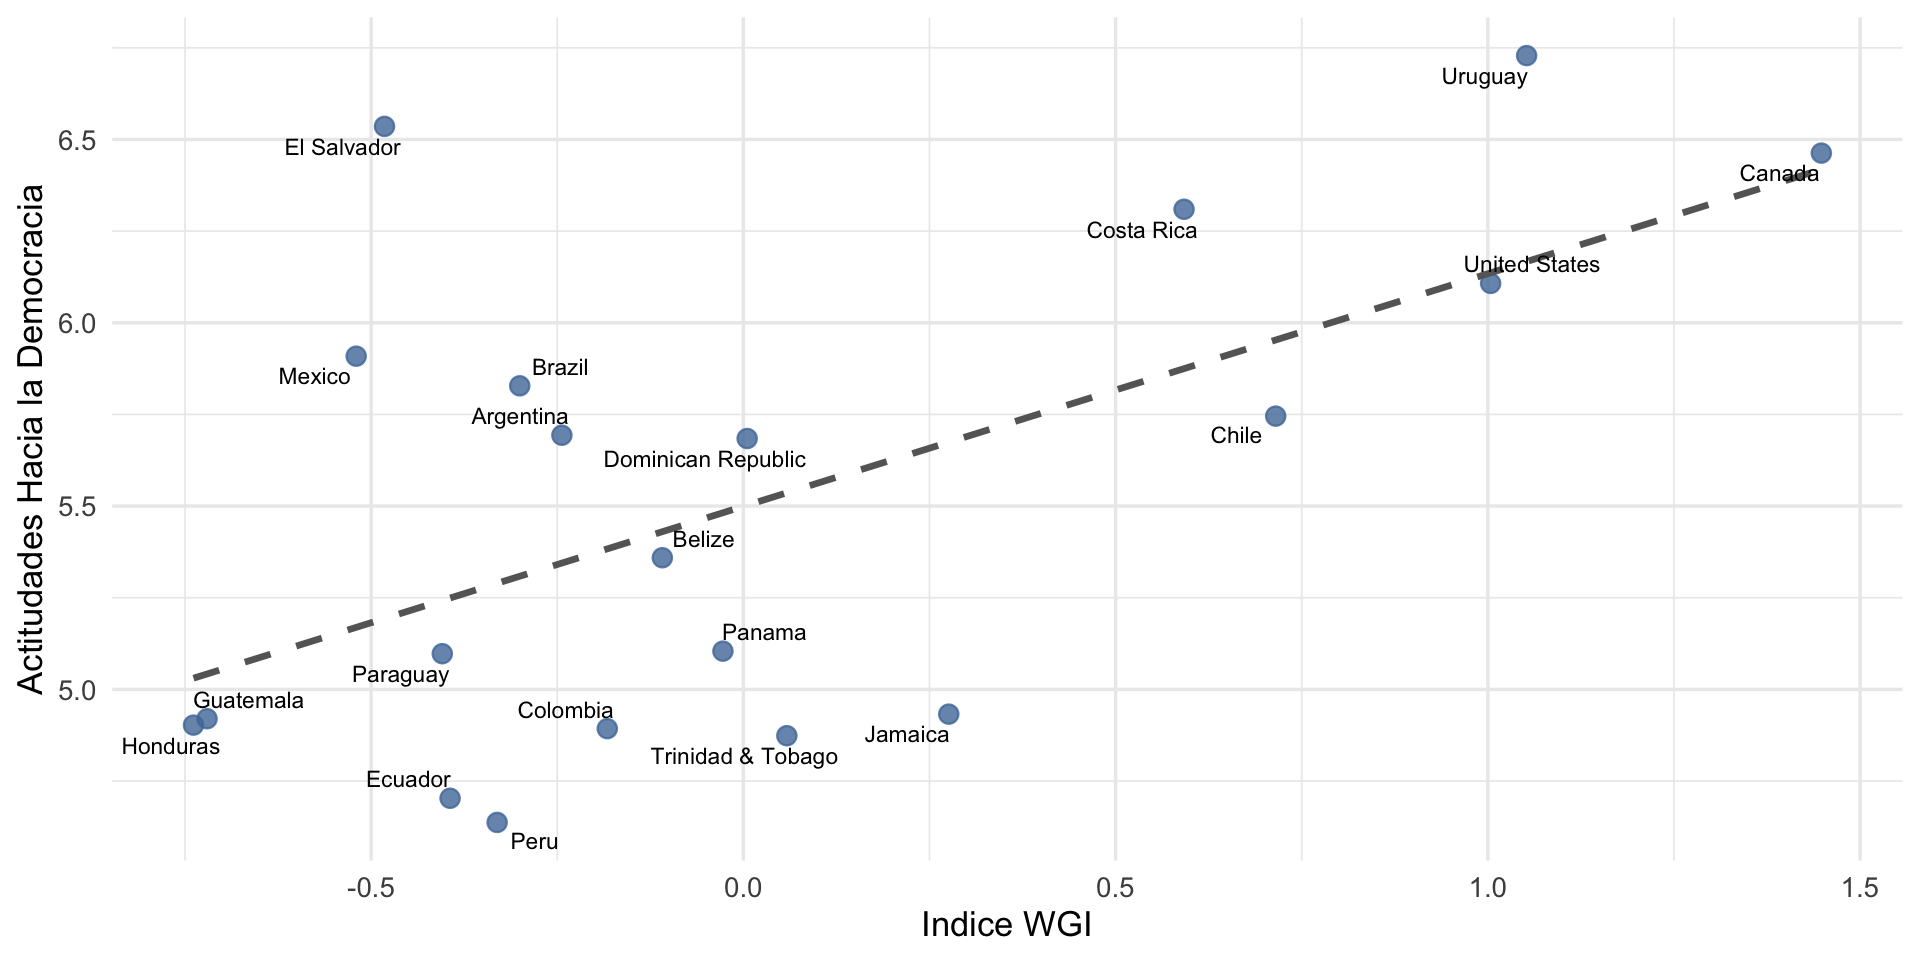 Uruguay
6.5
El Salvador
Canada
Costa Rica
United States
6.0
Brazil
Mexico
Argentina
Chile
Dominican Republic
5.5
Belize
Panama
Paraguay
5.0
Guatemala
Colombia
Jamaica
Honduras
Trinidad & Tobago
Ecuador
Peru
Actitudades Hacia la Democracia
-0.5 0.0 0.5 1.0 1.5
Indice WGI